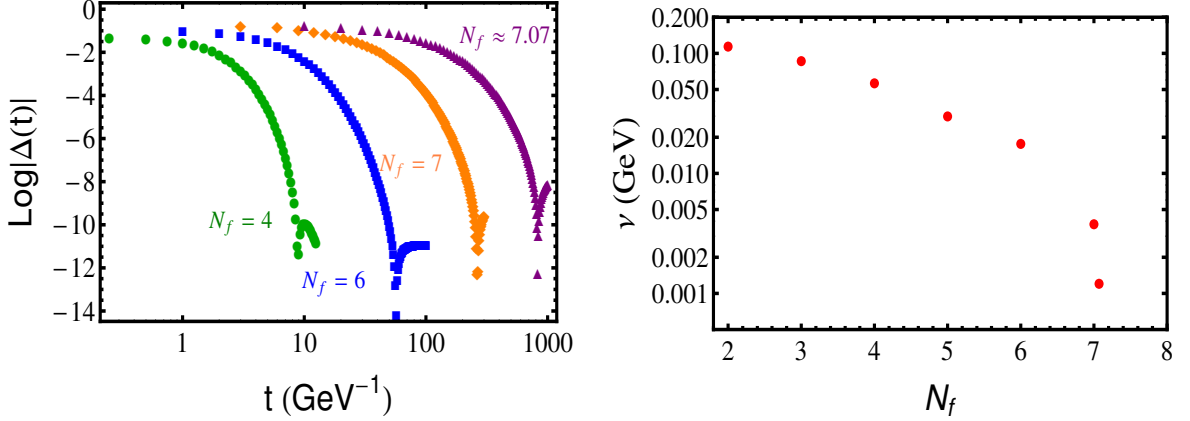 0
−2
−4
−6
−8
−10
−12
−14
Log|Δ(t)|
N_f ≈ 7.07
N_f = 7
N_f = 4
N_f = 6
1 10 100 1000
t (GeV⁻¹)
0.200
0.100
0.050
0.020
0.010
0.005
0.002
0.001
ν (GeV)
2 3 4 5 6 7 8
N_f